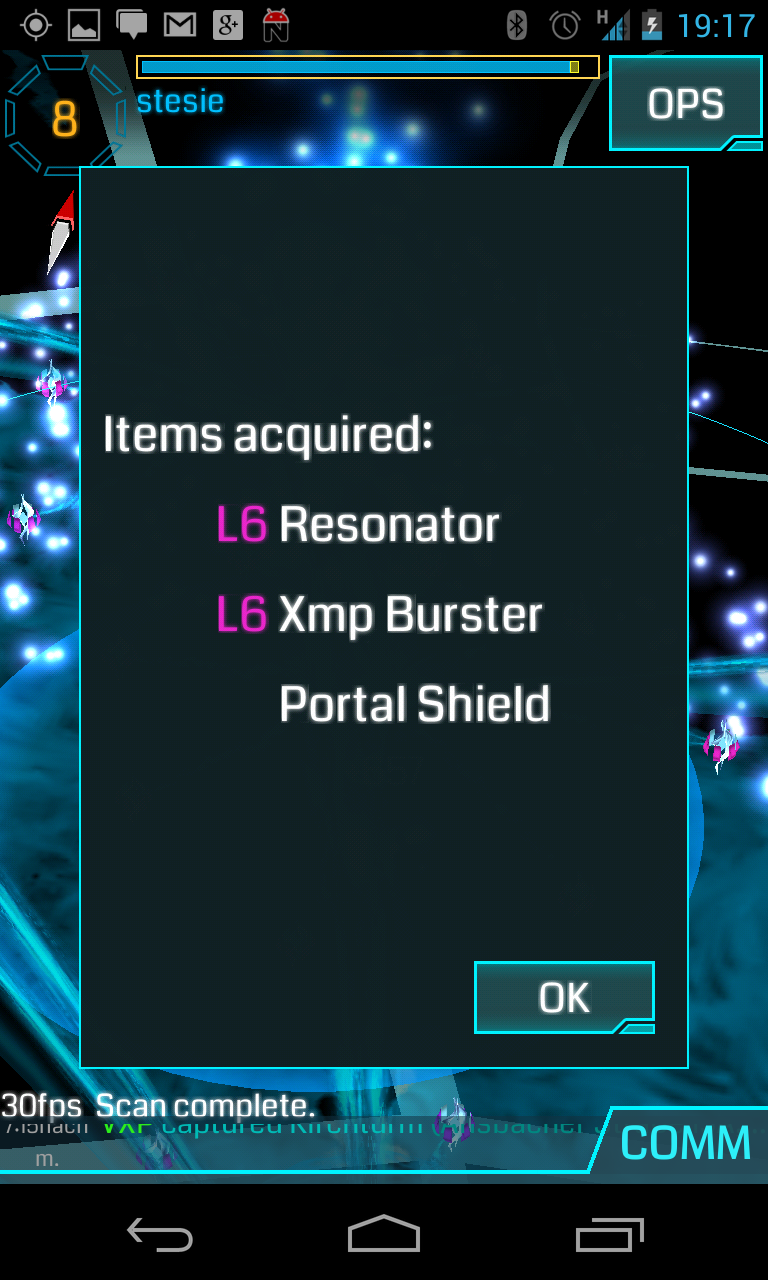 19:17
8
stesie
OPS
Items acquired:
L6 Resonator
L6 Xmp Burster
Portal Shield
OK
30fps Scan complete.
VXP captured Kirchturm
m.
COMM